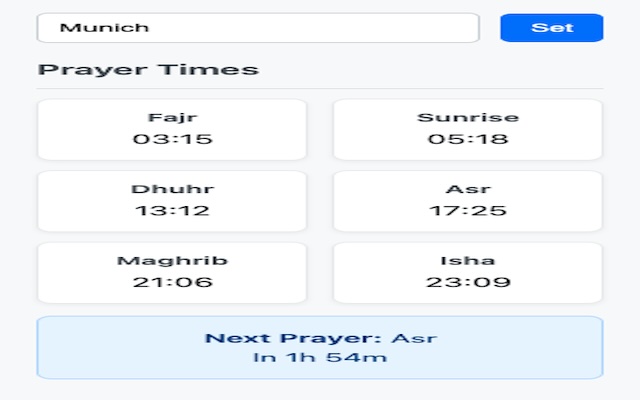 Munich
Set
Prayer Times
Fajr
03:15
Sunrise
05:18
Dhuhr
13:12
Asr
17:25
Maghrib
21:06
Isha
23:09
Next Prayer: Asr
In 1h 54m